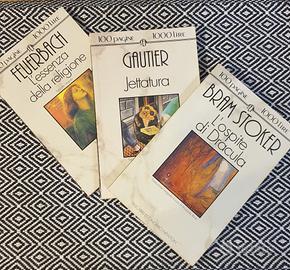 100 PAGINE
1000 LIRE
FEUERBACH
essenza
della religione
100 PAGINE
1000 LIRE
GAUTIER
Jettatura
100 PAGINE
1000 LIRE
BRAM STOKER
L'ospite
di Dracula